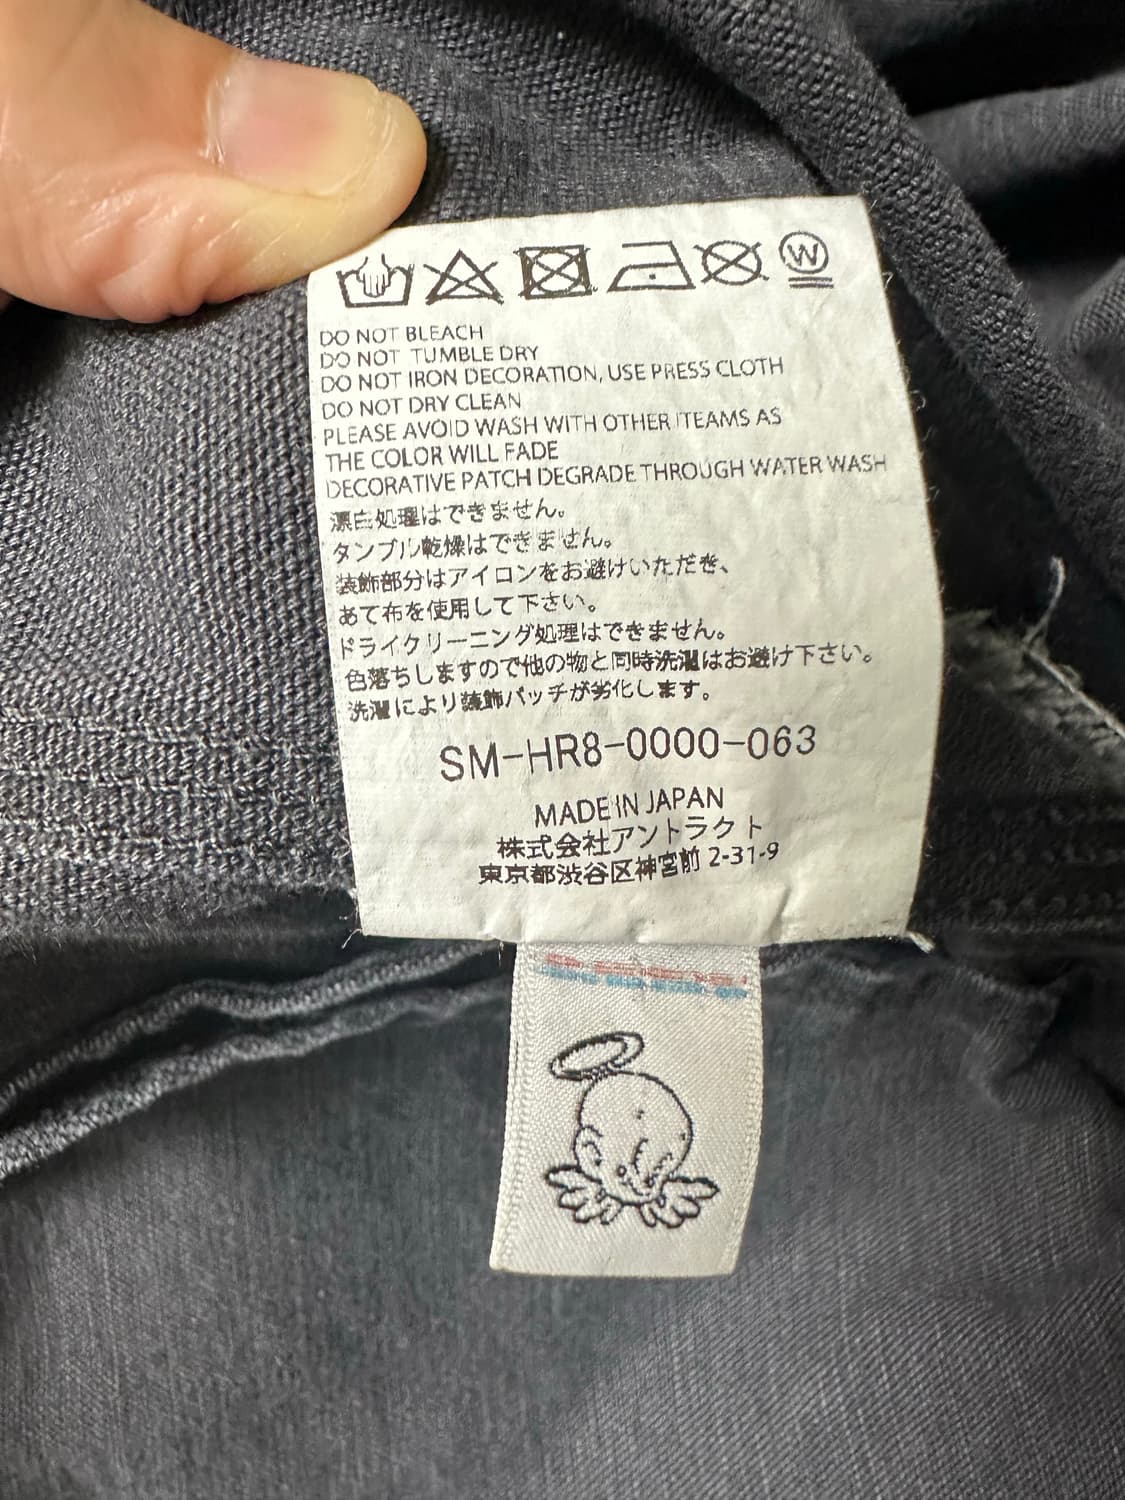 W
DO NOT BLEACH
DO NOT TUMBLE DRY
DO NOT IRON DECORATION, USE PRESS CLOTH
DO NOT DRY CLEAN
PLEASE AVOID WASH WITH OTHER ITEAMS AS
THE COLOR WILL FADE
DECORATIVE PATCH DEGRADE THROUGH WATER WASH
漂白処理はできません。
タンブル乾燥はできません。
装飾部分はアイロンをお避けいただき、
あて布を使用して下さい。
ドライクリーニング処理はできません。
色落ちしますので他の物と同時洗濯はお避け下さい。
洗濯により装飾パッチが劣化します。
SM-HR8-0000-063
MADE IN JAPAN
株式会社アントラクト
東京都渋谷区神宮前 2-31-9